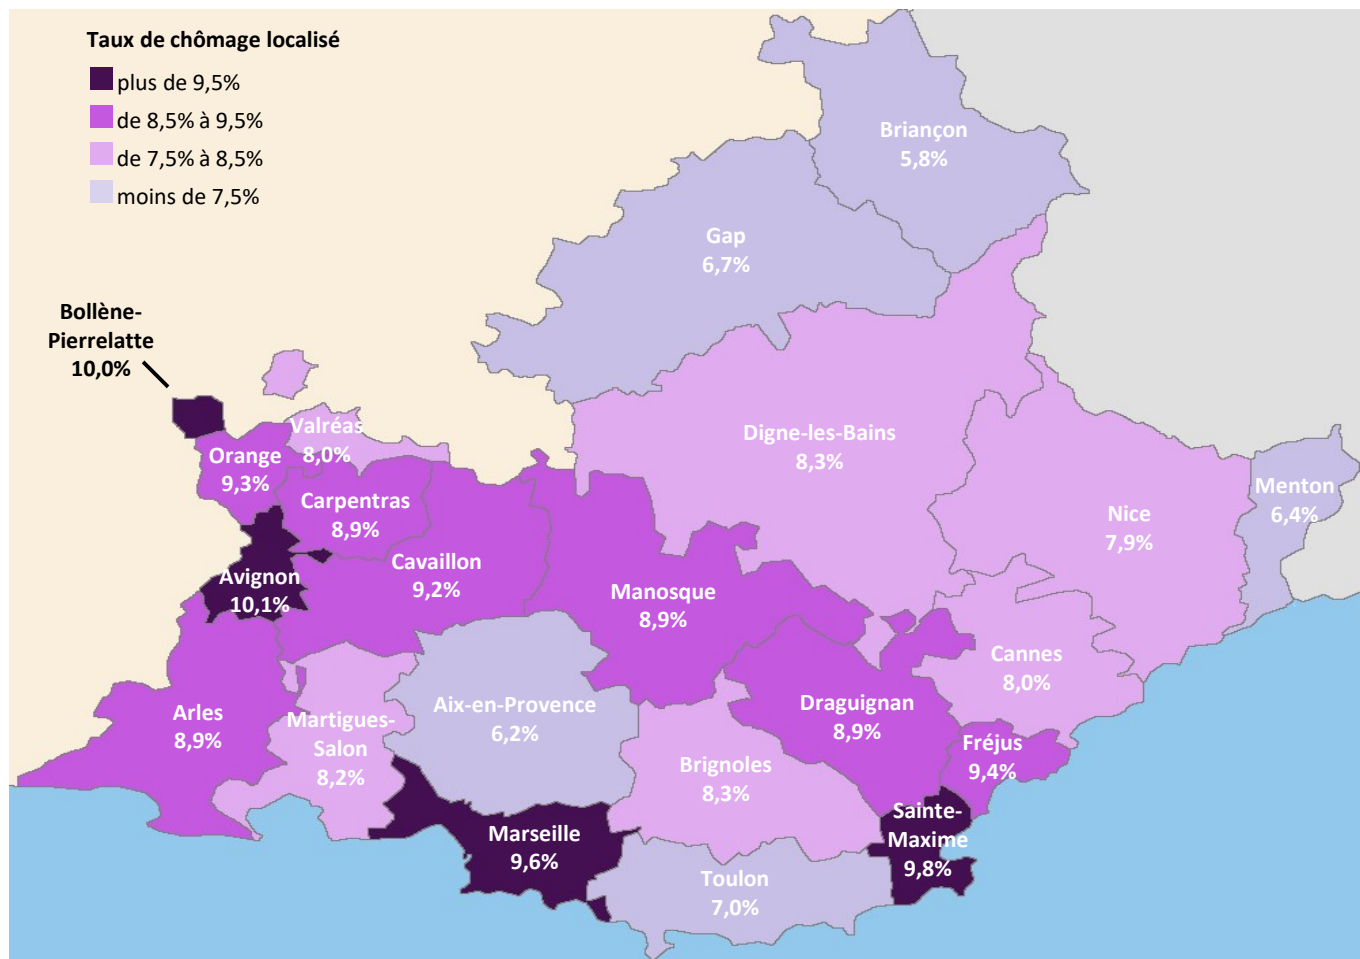 Taux de chômage localisé
plus de 9,5%
de 8,5% à 9,5%
de 7,5% à 8,5%
moins de 7,5%
Briançon
5,8%
Gap
6,7%
Bollène-
Pierrelatte
10,0%
Valréas
8,0%
Orange
9,3%
Digne-les-Bains
8,3%
Carpentras
8,9%
Menton
6,4%
Nice
7,9%
Cavaillon
9,2%
Avignon
10,1%
Manosque
8,9%
Cannes
8,0%
Arles
8,9%
Martigues-
Salon
8,2%
Aix-en-Provence
6,2%
Draguignan
8,9%
Fréjus
9,4%
Brignoles
8,3%
Sainte-
Maxime
9,8%
Marseille
9,6%
Toulon
7,0%